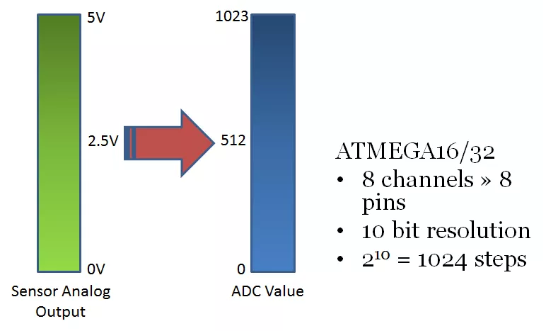 5V
2.5V
0V
Sensor Analog
Output
1023
512
0
ADC Value
ATMEGA16/32
• 8 channels » 8
pins
• 10 bit resolution
• 2¹⁰ = 1024 steps